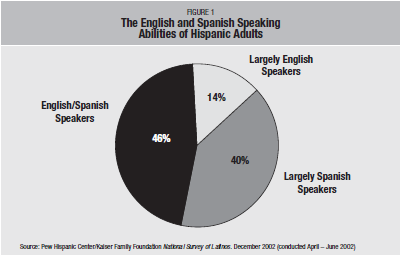 FIGURE 1
The English and Spanish Speaking
Abilities of Hispanic Adults
Largely English
Speakers
14%
English/Spanish
Speakers
46%
40%
Largely Spanish
Speakers
Source: Pew Hispanic Center/Kaiser Family Foundation National Survey of Latinos. December 2002 (conducted April – June 2002)